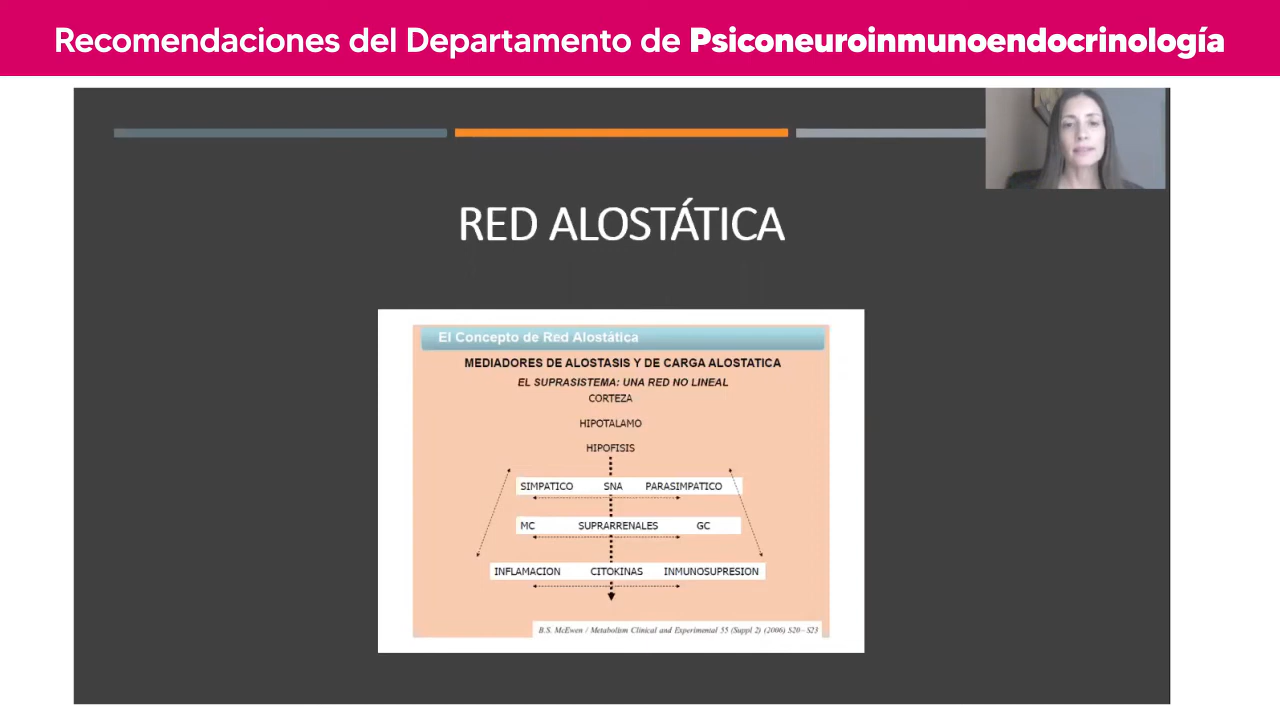 Recomendaciones del Departamento de Psiconeuroinmunoendocrinología
RED ALOSTÁTICA
El Concepto de Red Alostática
MEDIADORES DE ALOSTASIS Y DE CARGA ALOSTATICA
EL SUPRASISTEMA: UNA RED NO LINEAL
CORTEZA
HIPOTALAMO
HIPOFISIS
SIMPATICO SNA PARASIMPATICO
MC SUPRARRENALES GC
INFLAMACION CITOKINAS INMUNOSUPRESION
B.S. McEwen / Metabolism Clinical and Experimental 55 (Suppl 2) (2006) S20–S23